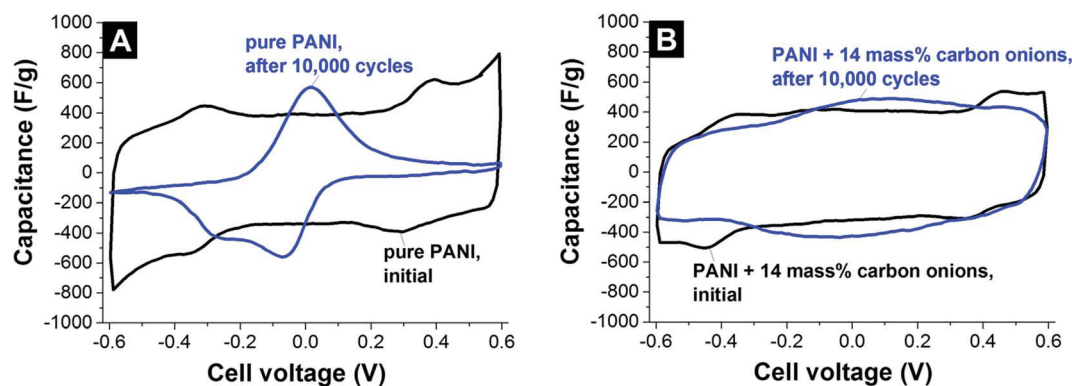 A
pure PANI,
after 10,000 cycles
pure PANI,
initial
Capacitance (F/g)
1000
800
600
400
200
0
-200
-400
-600
-800
-1000
-0.6 -0.4 -0.2 0.0 0.2 0.4 0.6
Cell voltage (V)
B
PANI + 14 mass% carbon onions,
after 10,000 cycles
PANI + 14 mass% carbon onions,
initial
Capacitance (F/g)
1000
800
600
400
200
0
-200
-400
-600
-800
-1000
-0.6 -0.4 -0.2 0.0 0.2 0.4 0.6
Cell voltage (V)